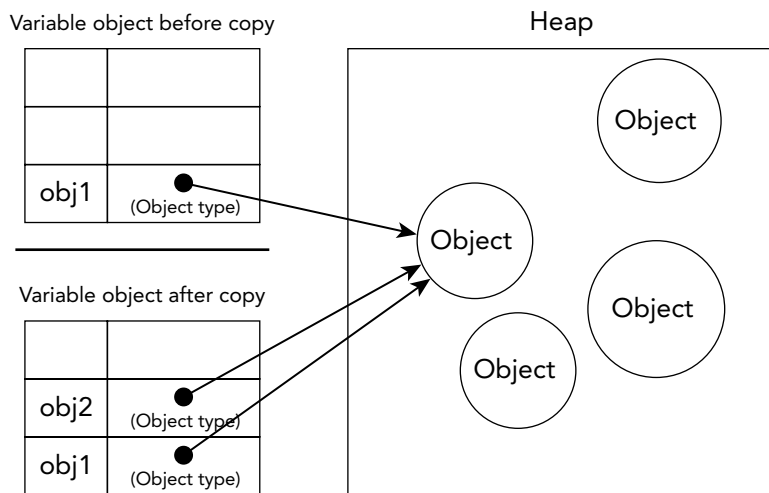 Variable object before copy
obj1
(Object type)
Variable object after copy
obj2
(Object type)
obj1
(Object type)
Heap
Object
Object
Object
Object